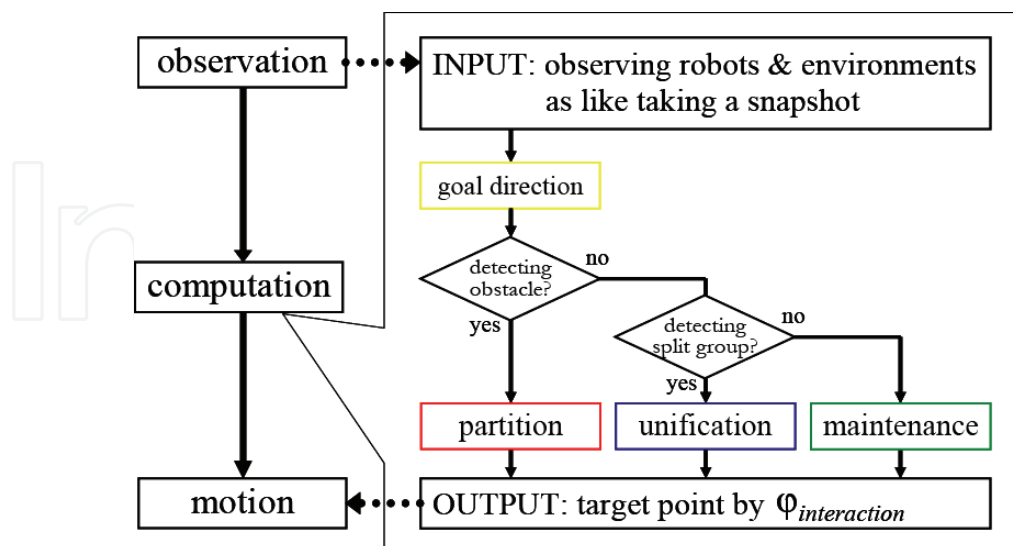 observation
INPUT: observing robots & environments
as like taking a snapshot
goal direction
detecting
obstacle?
no
yes
detecting
split group?
no
yes
computation
partition
unification
maintenance
motion
OUTPUT: target point by φinteraction
In